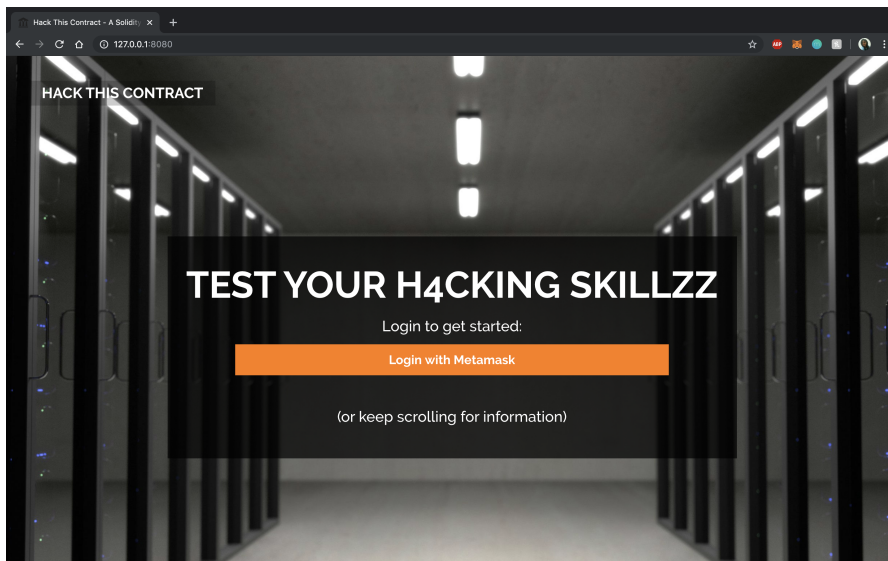 Hack This Contract - A Solidity
127.0.0.1:8080
ABP
HACK THIS CONTRACT
TEST YOUR H4CKING SKILLZZ
Login to get started:
Login with Metamask
(or keep scrolling for information)